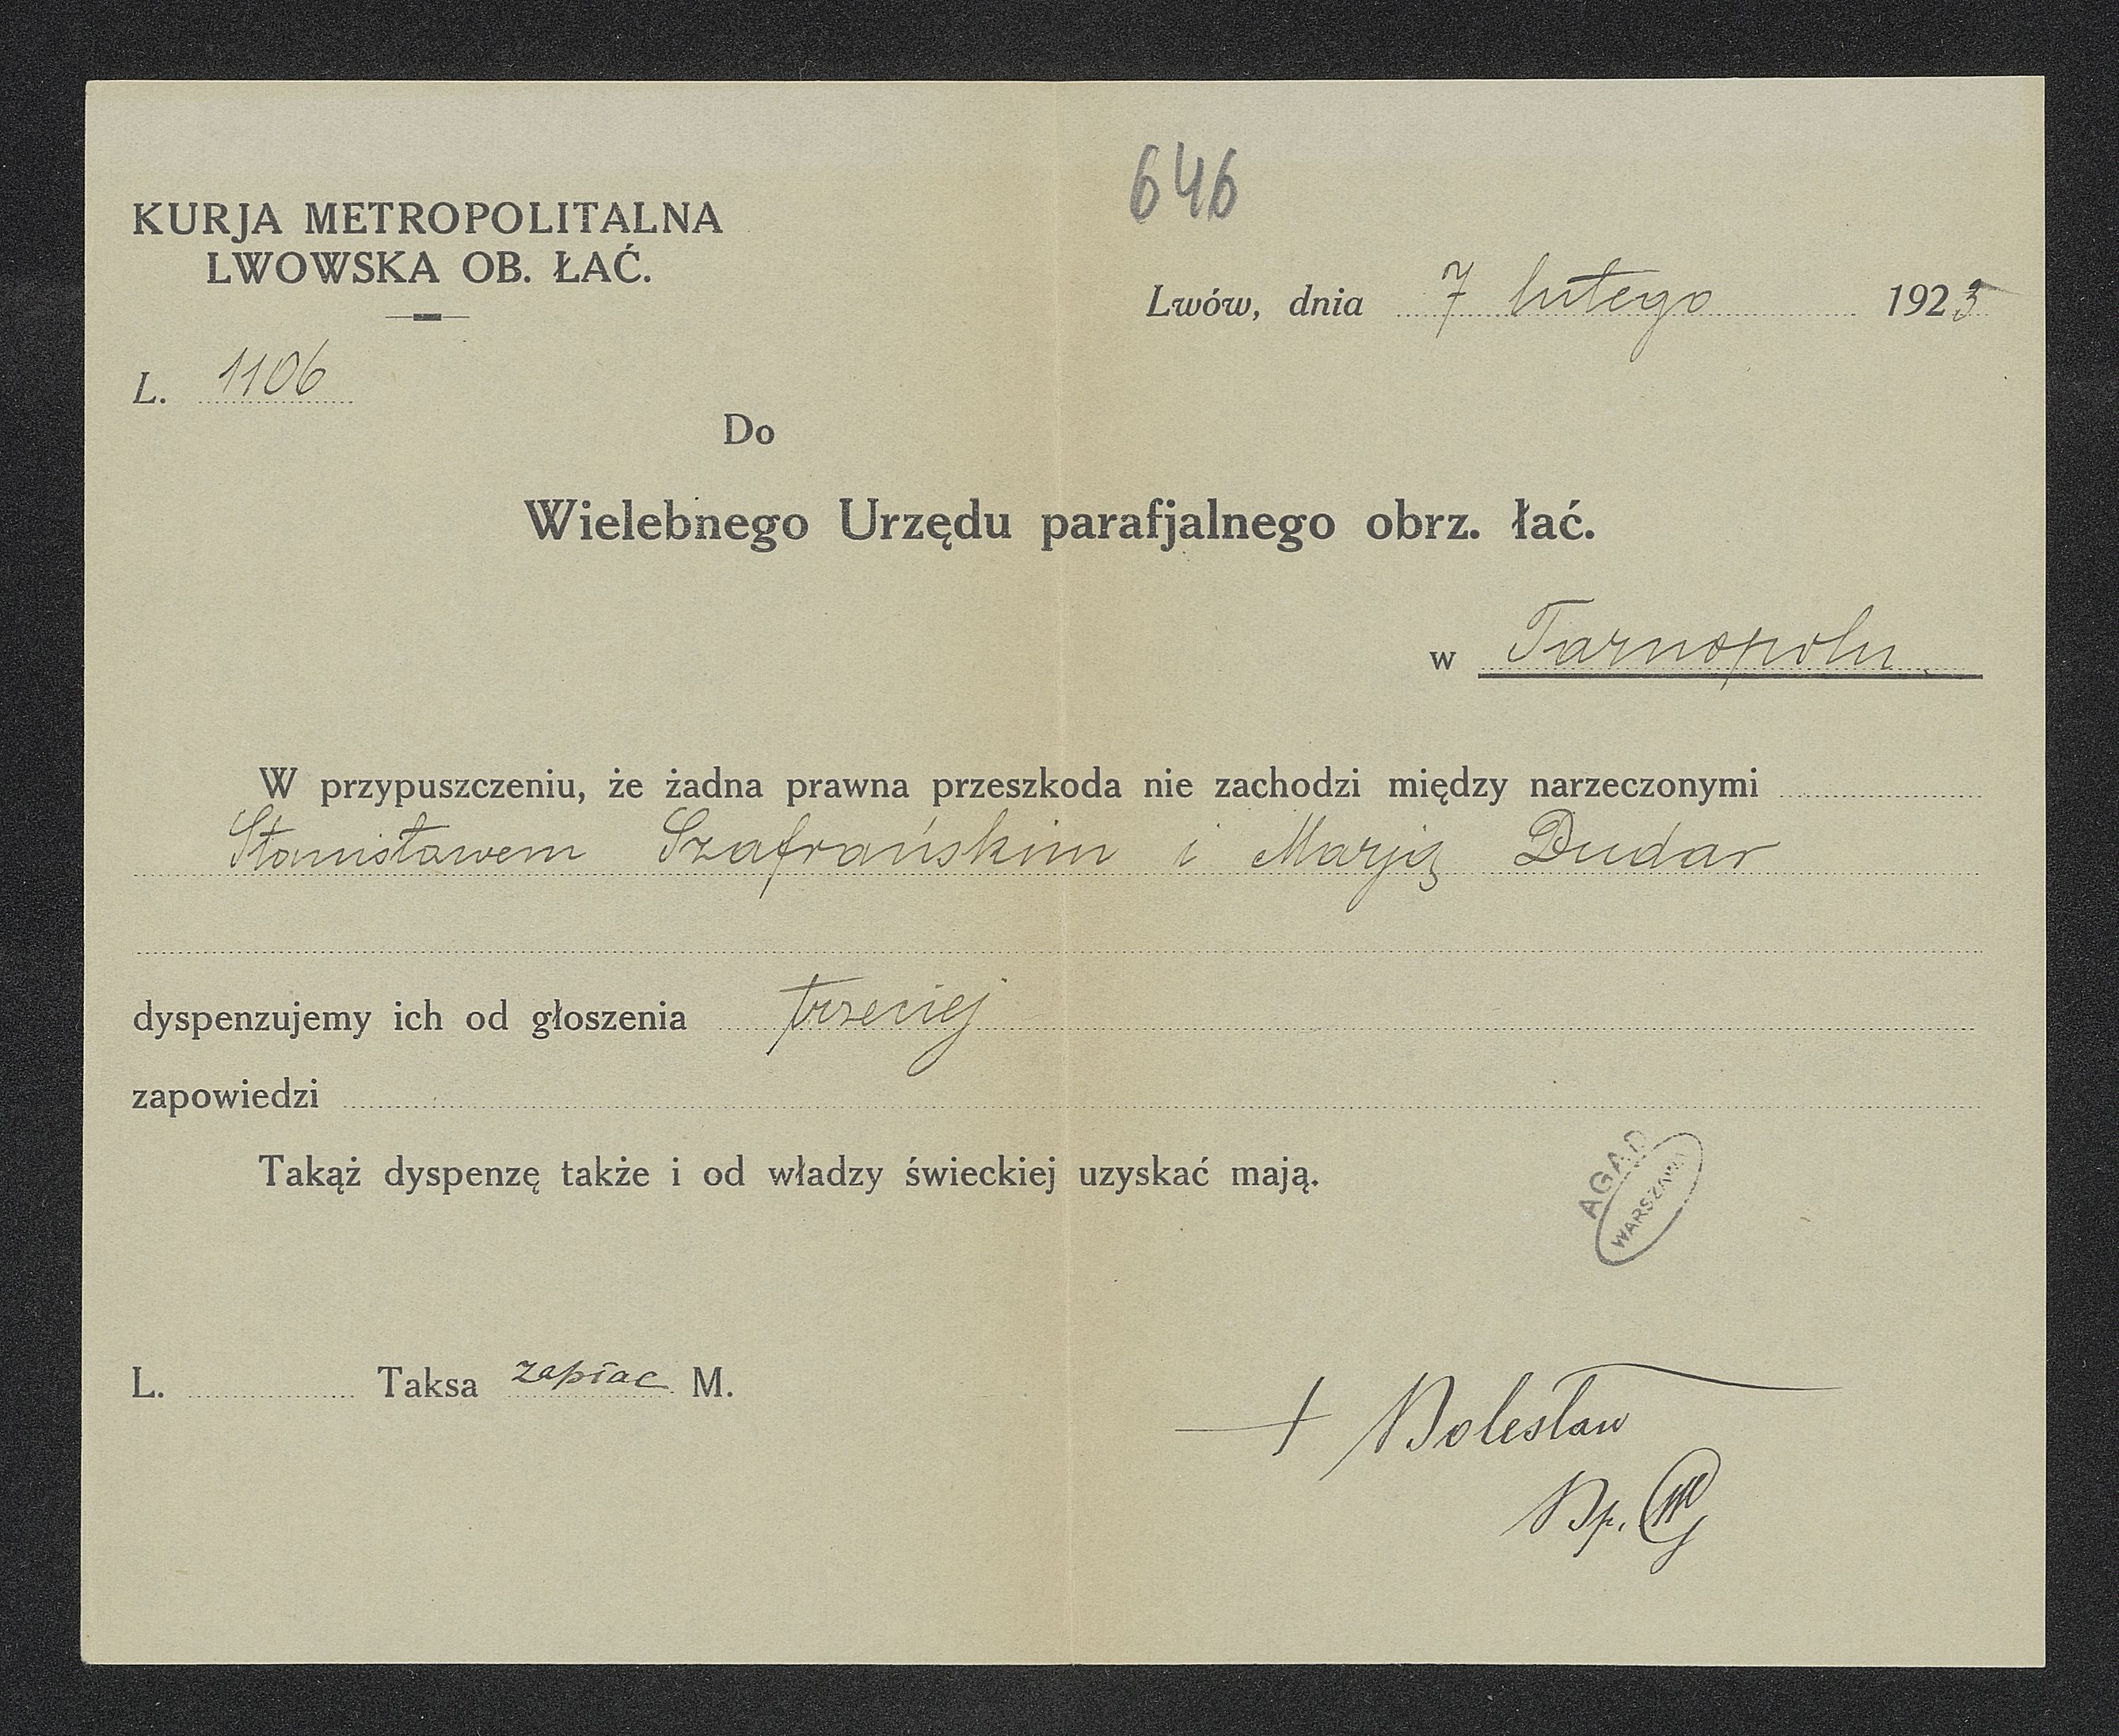 646
KURJA METROPOLITALNA
LWOWSKA OB. ŁAĆ.
Lwów, dnia 7 lutego 1923
L. 1106
Do
Wielebnego Urzędu parafjalnego obrz. łać.
w Tarnopolu
W przypuszczeniu, że żadna prawna przeszkoda nie zachodzi między narzeczonymi
Stanisławem Szafrańskim i Marją Dudar
dyspenzujemy ich od głoszenia trzeciej
zapowiedzi
Takąż dyspenzę także i od władzy świeckiej uzyskać mają.
AGAD
WARSZAWA
L. Taksa zapłac M.
+ Bolesław
Bp.